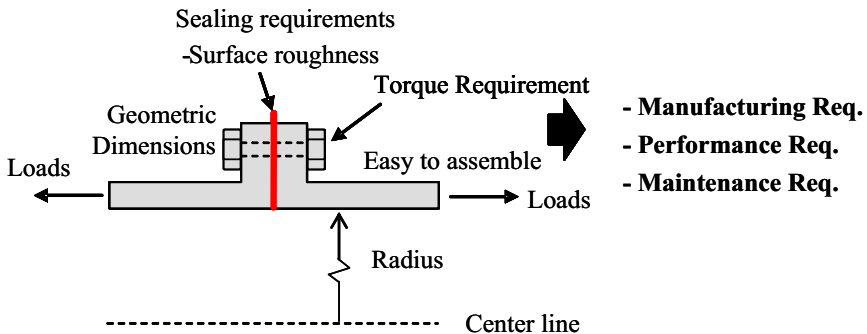 Sealing requirements
-Surface roughness
Torque Requirement
Geometric
Dimensions
Easy to assemble
Loads
Loads
Radius
Center line
- Manufacturing Req.
- Performance Req.
- Maintenance Req.